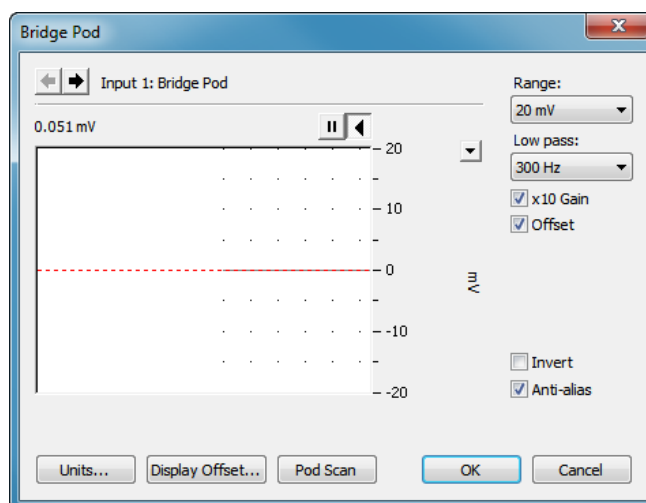 Bridge Pod
Input 1: Bridge Pod
Range:
0.051 mV
20 mV
Low pass:
300 Hz
x10 Gain
Offset
20
10
0
-10
-20
mV
Invert
Anti-alias
Units...
Display Offset...
Pod Scan
OK
Cancel